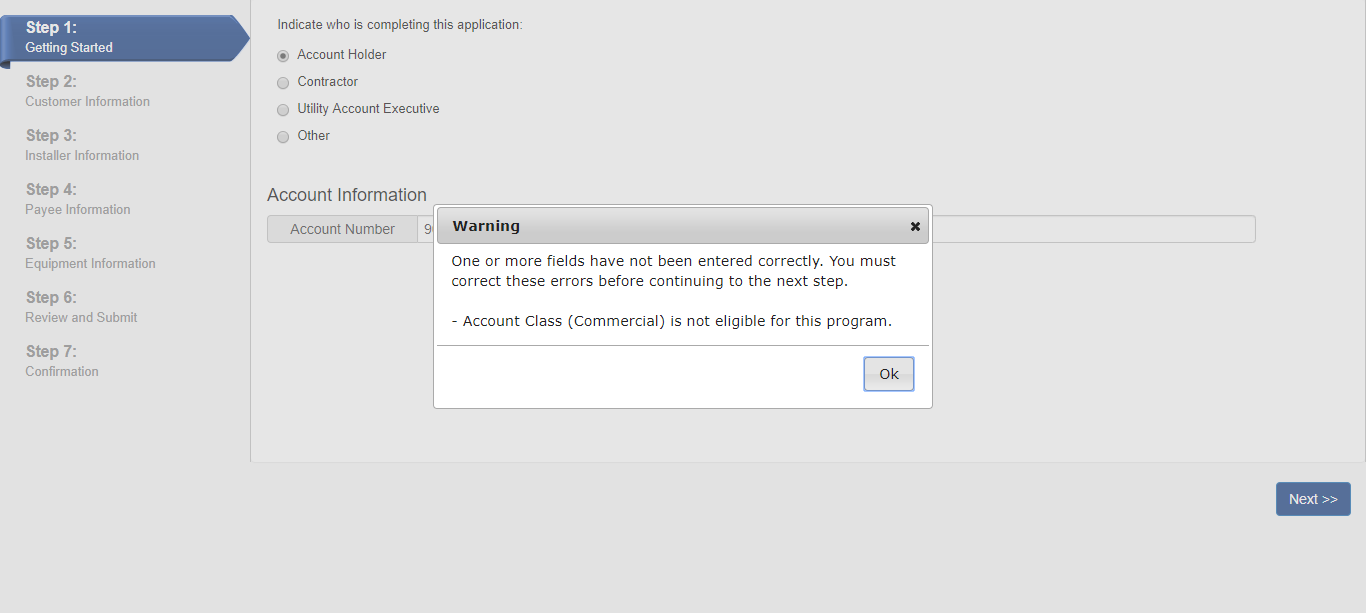 Step 1:
Getting Started
Step 2:
Customer Information
Step 3:
Installer Information
Step 4:
Payee Information
Step 5:
Equipment Information
Step 6:
Review and Submit
Step 7:
Confirmation
Indicate who is completing this application:
Account Holder
Contractor
Utility Account Executive
Other
Account Information
Account Number 9
Warning
One or more fields have not been entered correctly. You must
correct these errors before continuing to the next step.
- Account Class (Commercial) is not eligible for this program.
Ok
Next >>